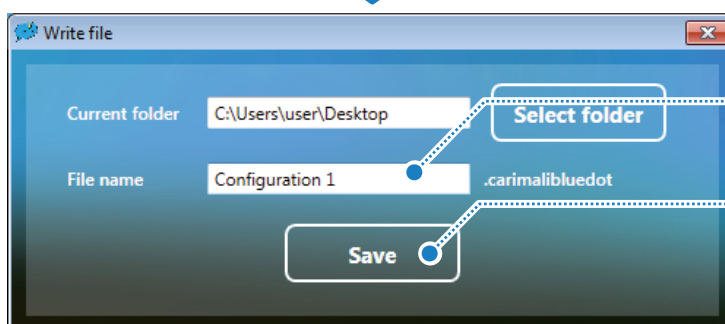 Write file
Current folder C:\Users\user\Desktop Select folder
File name Configuration 1 .carimalibluedot
Save